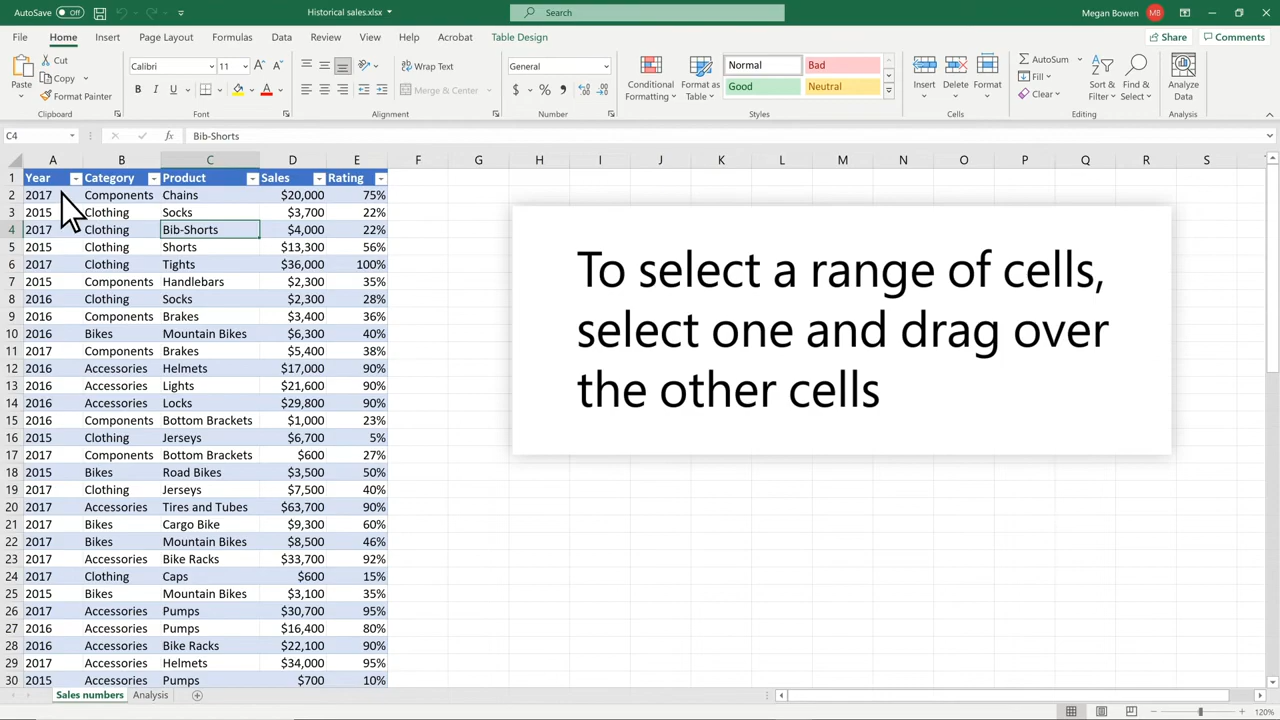 AutoSave Off Historical sales.xlsx Search Megan Bowen MB
File Home Insert Page Layout Formulas Data Review View Help Acrobat Table Design Share Comments
Cut
Copy
Format Painter
Paste
Clipboard
Calibri 11
B I U A
Font
Wrap Text
Merge & Center
Alignment
General
$ % ,
Number
Conditional Formatting
Format as Table
Normal Bad
Good Neutral
Styles
Insert Delete Format
Cells
AutoSum
Fill
Clear
Sort & Filter
Find & Select
Editing
Analyze Data
Analysis
C4 fx Bib-Shorts
A B C D E F G H I J K L M N O P Q R S
1 Year Category Product Sales Rating
2 2017 Components Chains $20,000 75%
3 2015 Clothing Socks $3,700 22%
4 2017 Clothing Bib-Shorts $4,000 22%
5 2015 Clothing Shorts $13,300 56%
6 2017 Clothing Tights $36,000 100%
7 2015 Components Handlebars $2,300 35%
8 2016 Clothing Socks $2,300 28%
9 2016 Components Brakes $3,400 36%
10 2016 Bikes Mountain Bikes $6,300 40%
11 2017 Components Brakes $5,400 38%
12 2016 Accessories Helmets $17,000 90%
13 2016 Accessories Lights $21,600 90%
14 2016 Accessories Locks $29,800 90%
15 2016 Components Bottom Brackets $1,000 23%
16 2015 Clothing Jerseys $6,700 5%
17 2017 Components Bottom Brackets $600 27%
18 2015 Bikes Road Bikes $3,500 50%
19 2017 Clothing Jerseys $7,500 40%
20 2017 Accessories Tires and Tubes $63,700 90%
21 2017 Bikes Cargo Bike $9,300 60%
22 2017 Bikes Mountain Bikes $8,500 46%
23 2017 Accessories Bike Racks $33,700 92%
24 2017 Clothing Caps $600 15%
25 2015 Bikes Mountain Bikes $3,100 35%
26 2017 Accessories Pumps $30,700 95%
27 2016 Accessories Pumps $16,400 80%
28 2016 Accessories Bike Racks $22,100 90%
29 2017 Accessories Helmets $34,000 95%
30 2015 Accessories Pumps $700 10%
To select a range of cells,
select one and drag over
the other cells
Sales numbers Analysis
120%